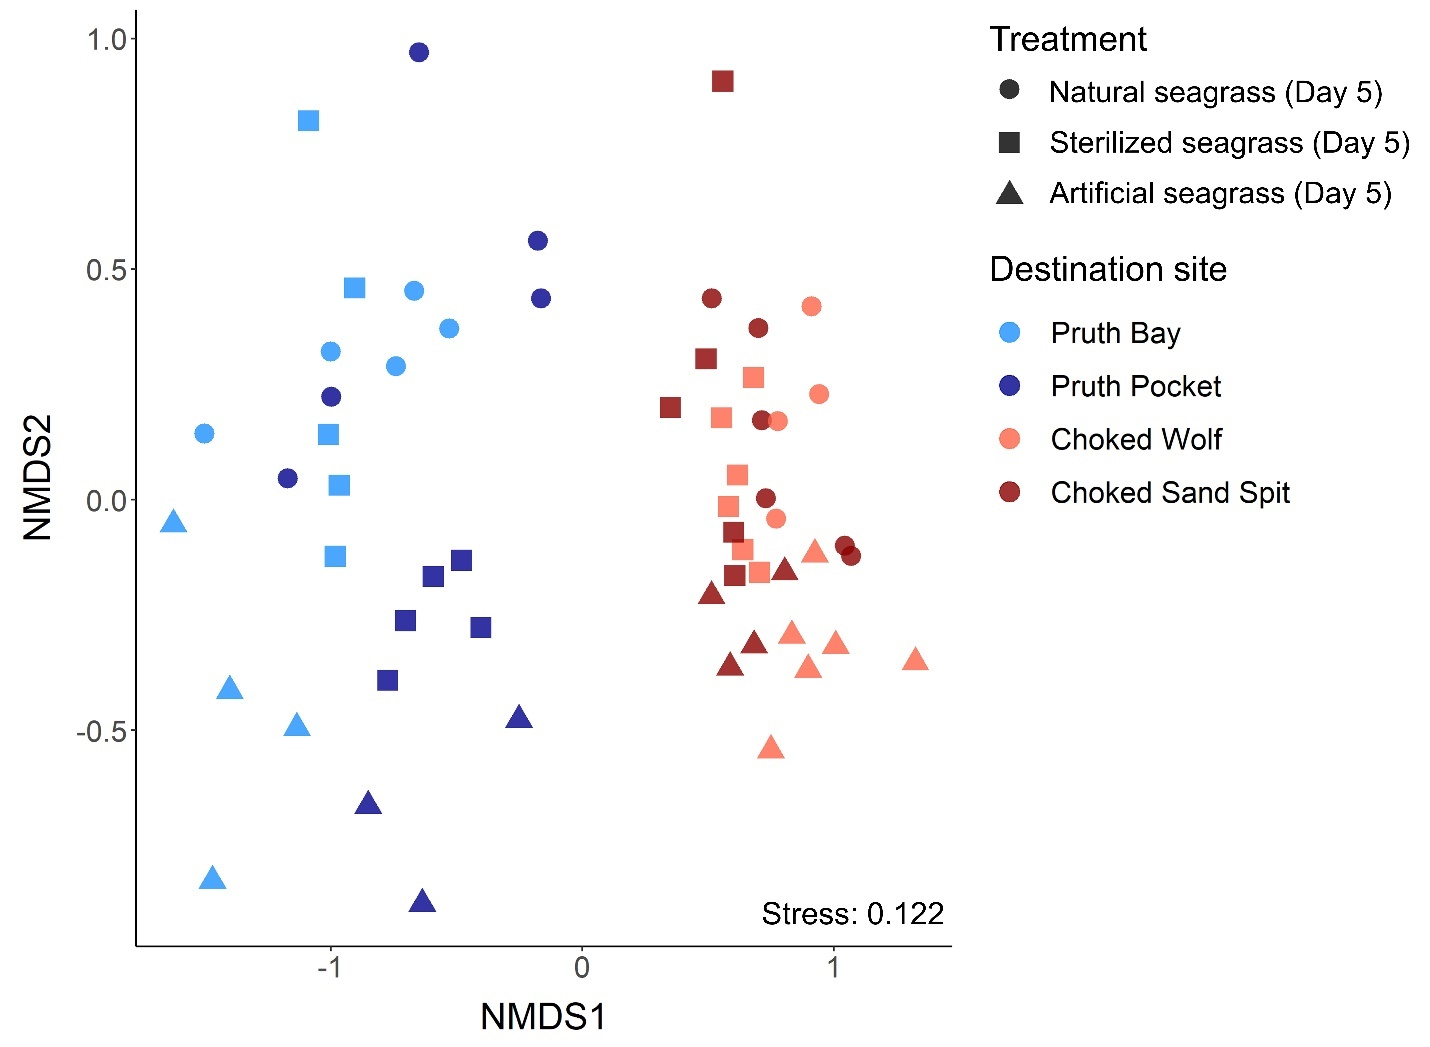 1.0
0.5
0.0
-0.5
NMDS2
-1
0
1
NMDS1
Stress: 0.122
Treatment
Natural seagrass (Day 5)
Sterilized seagrass (Day 5)
Artificial seagrass (Day 5)
Destination site
Pruth Bay
Pruth Pocket
Choked Wolf
Choked Sand Spit